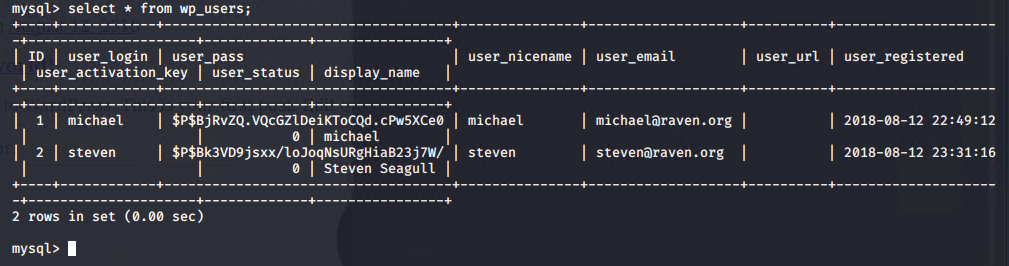 mysql> select * from wp_users;
+----+------------+------------------------------------+---------------+-------------------+----------+---------------------
-+---------------------+-------------+----------------+
| ID | user_login | user_pass                          | user_nicename | user_email        | user_url | user_registered
 | user_activation_key | user_status | display_name   |
+----+------------+------------------------------------+---------------+-------------------+----------+---------------------
-+---------------------+-------------+----------------+
|  1 | michael    | $P$BjRvZQ.VQcGZlDeiKToCQd.cPw5XCe0 | michael       | michael@raven.org |          | 2018-08-12 22:49:12
 |                     |           0 | michael        |
|  2 | steven     | $P$Bk3VD9jsxx/loJoqNsURgHiaB23j7W/ | steven        | steven@raven.org  |          | 2018-08-12 23:31:16
 |                     |           0 | Steven Seagull |
+----+------------+------------------------------------+---------------+-------------------+----------+---------------------
-+---------------------+-------------+----------------+
2 rows in set (0.00 sec)
mysql>